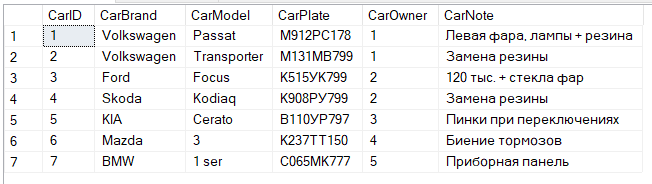 CarID CarBrand CarModel CarPlate CarOwner CarNote
1 1 Volkswagen Passat М912РС178 1 Левая фара, лампы + резина
2 2 Volkswagen Transporter М131МВ799 1 Замена резины
3 3 Ford Focus К515УК799 2 120 тыс. + стекла фар
4 4 Skoda Kodiaq К908РУ799 2 Замена резины
5 5 KIA Cerato В110УР797 3 Пинки при переключениях
6 6 Mazda 3 К237ТТ150 4 Биение тормозов
7 7 BMW 1 ser С065МК777 5 Приборная панель